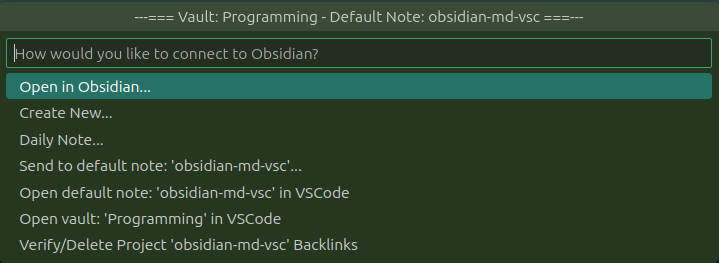 ---=== Vault: Programming - Default Note: obsidian-md-vsc ===---
How would you like to connect to Obsidian?
Open in Obsidian...
Create New...
Daily Note...
Send to default note: 'obsidian-md-vsc'...
Open default note: 'obsidian-md-vsc' in VSCode
Open vault: 'Programming' in VSCode
Verify/Delete Project 'obsidian-md-vsc' Backlinks